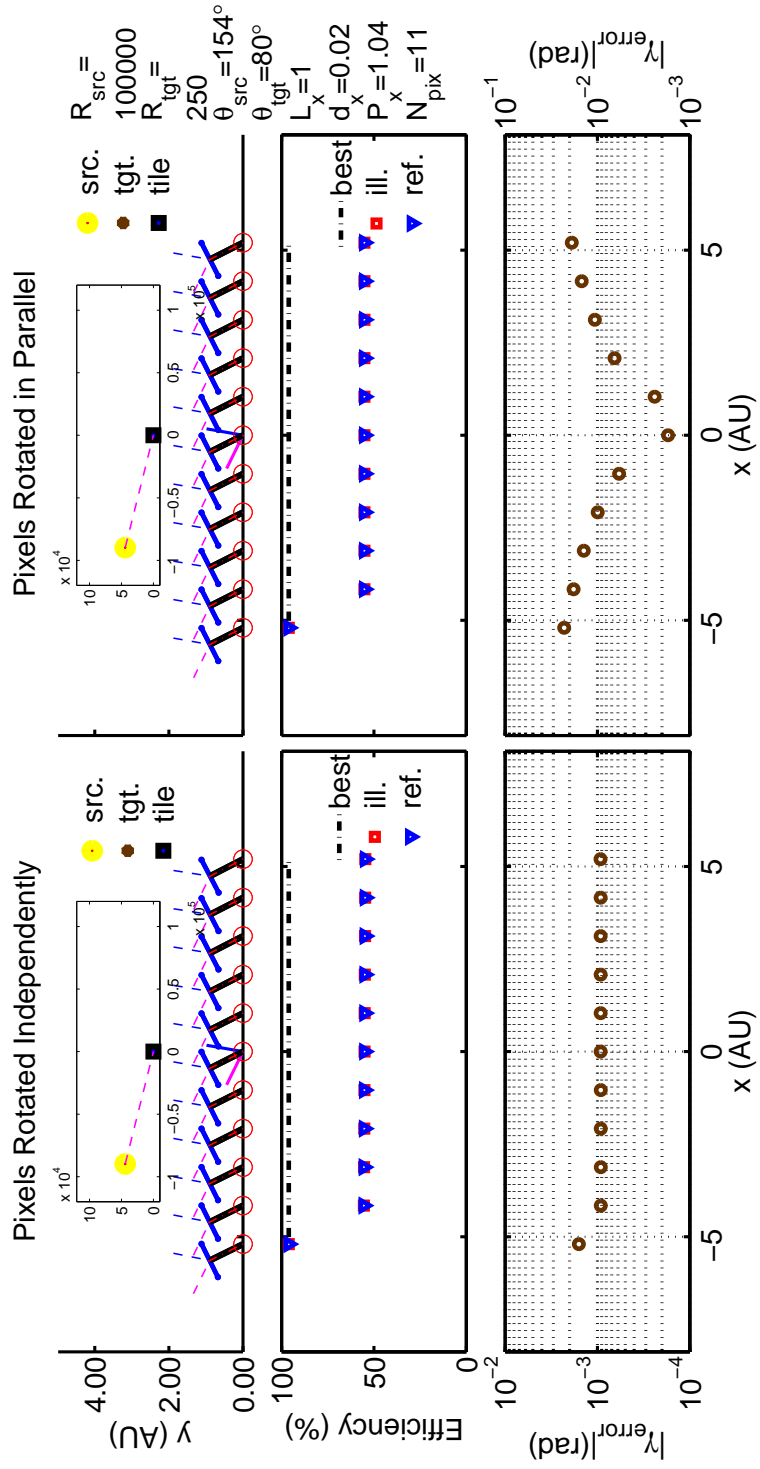 Pixels Rotated Independently
Pixels Rotated in Parallel
y (AU)
4.00
2.00
0.00
x 10^4
10
5
0
−1
−0.5
0
0.5
1
x 10^5
src.
tgt.
tile
x 10^4
10
5
0
−1
−0.5
0
0.5
1
x 10^5
src.
tgt.
tile
R_src=
100000
R_tgt=
250
θ_src=154°
θ_tgt=80°
L_x=1
d_x=0.02
P_x=1.04
N_pix=11
Efficiency (%)
100
50
0
best
ill.
ref.
best
ill.
ref.
|γ_error|(rad)
10^−2
10^−3
10^−4
−5
0
5
x (AU)
−5
0
5
x (AU)
10^−1
10^−2
10^−3
|γ_error|(rad)